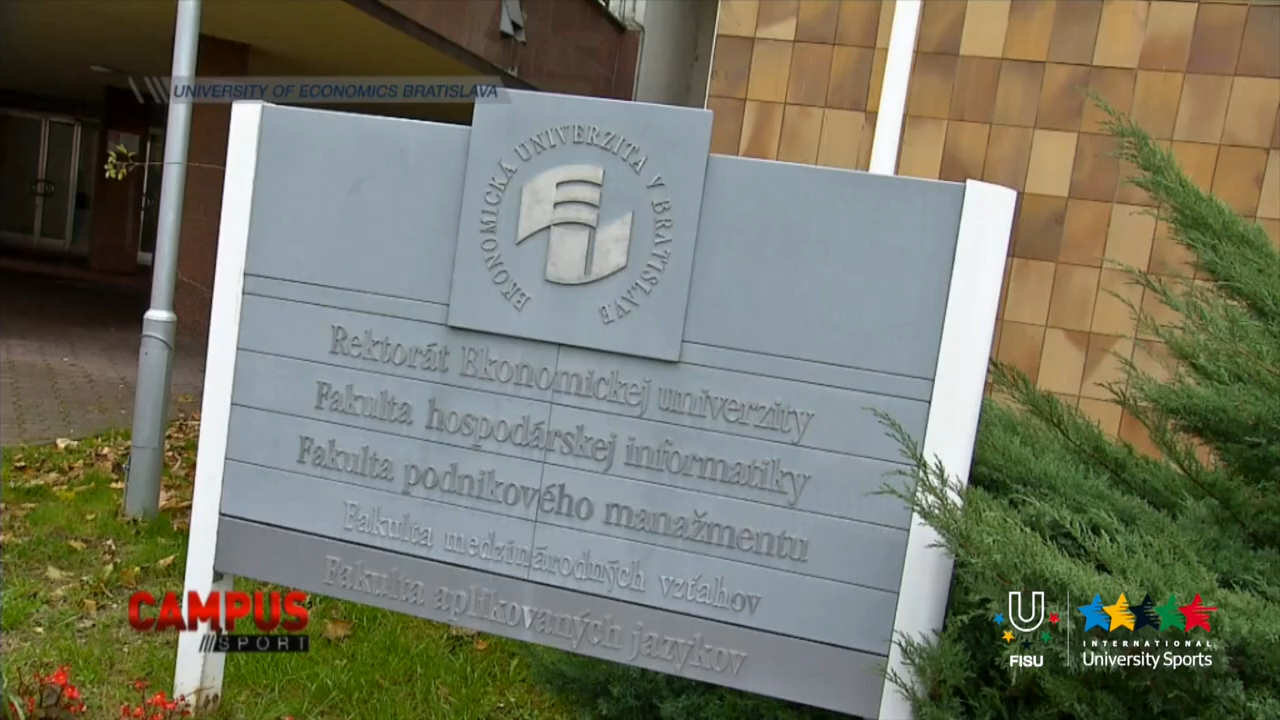 UNIVERSITY OF ECONOMICS BRATISLAVA
EKONOMICKÁ UNIVERZITA V BRATISLAVE
Rektorát Ekonomickej univerzity
Fakulta hospodárskej informatiky
Fakulta podnikového manažmentu
Fakulta medzinárodných vzťahov
Fakulta aplikovaných jazykov
CAMPUS
SPORT
U
FISU
INTERNATIONAL
University Sports